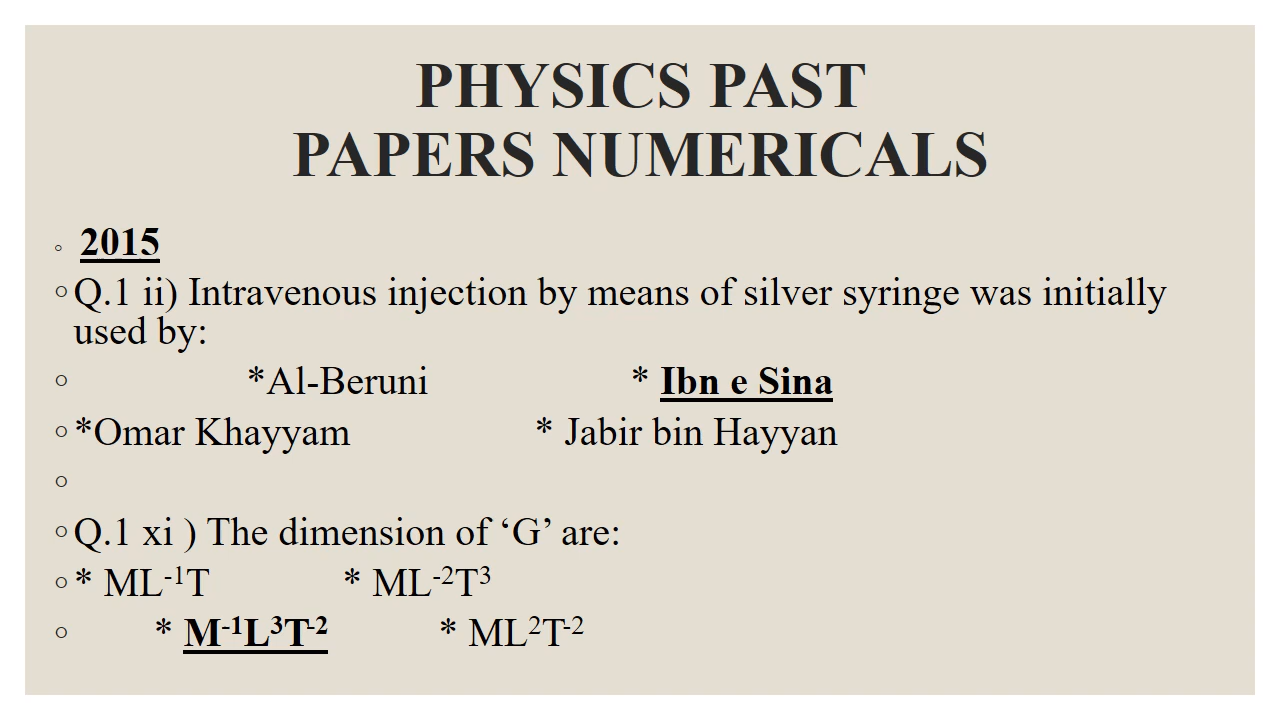 PHYSICS PAST
PAPERS NUMERICALS
◦ 2015
◦ Q.1 ii) Intravenous injection by means of silver syringe was initially
used by:
◦ *Al-Beruni * Ibn e Sina
◦ *Omar Khayyam * Jabir bin Hayyan
◦
◦ Q.1 xi ) The dimension of ‘G’ are:
◦ * ML⁻¹T * ML⁻²T³
◦ * M⁻¹L³T⁻² * ML²T⁻²